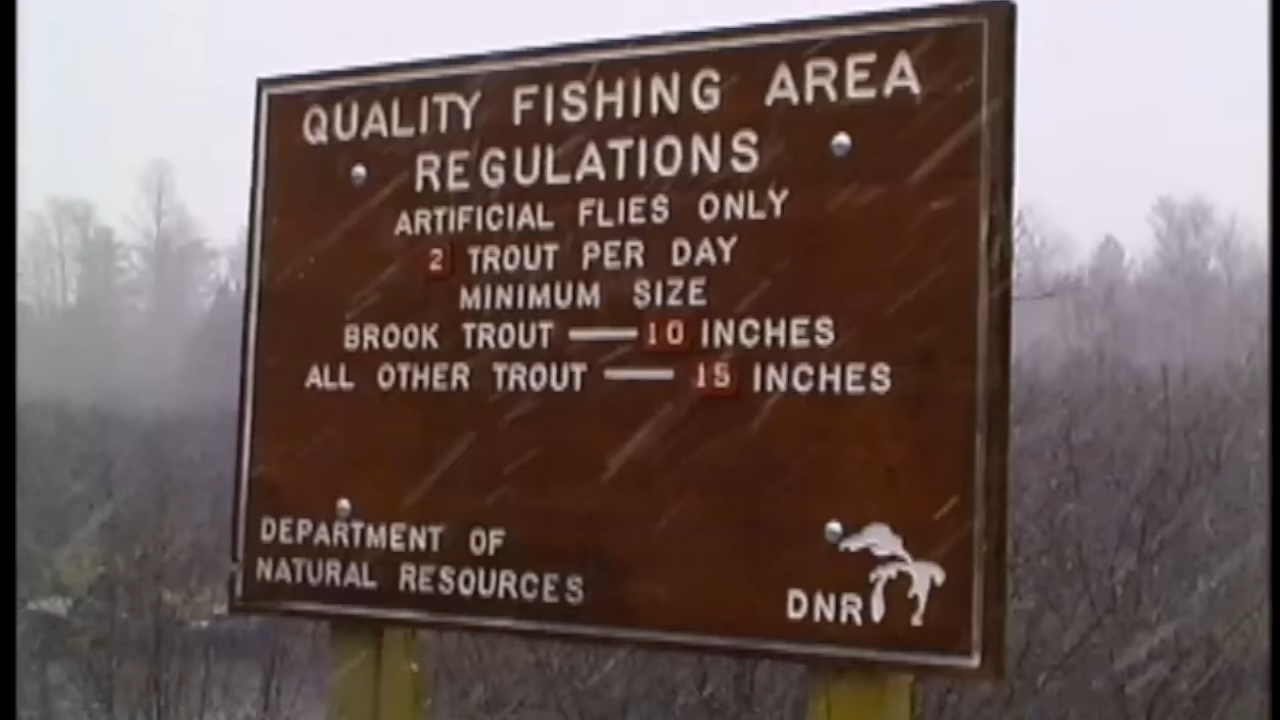 QUALITY FISHING AREA
REGULATIONS
ARTIFICIAL FLIES ONLY
2 TROUT PER DAY
MINIMUM SIZE
BROOK TROUT — 10 INCHES
ALL OTHER TROUT — 15 INCHES
DEPARTMENT OF
NATURAL RESOURCES
DNR